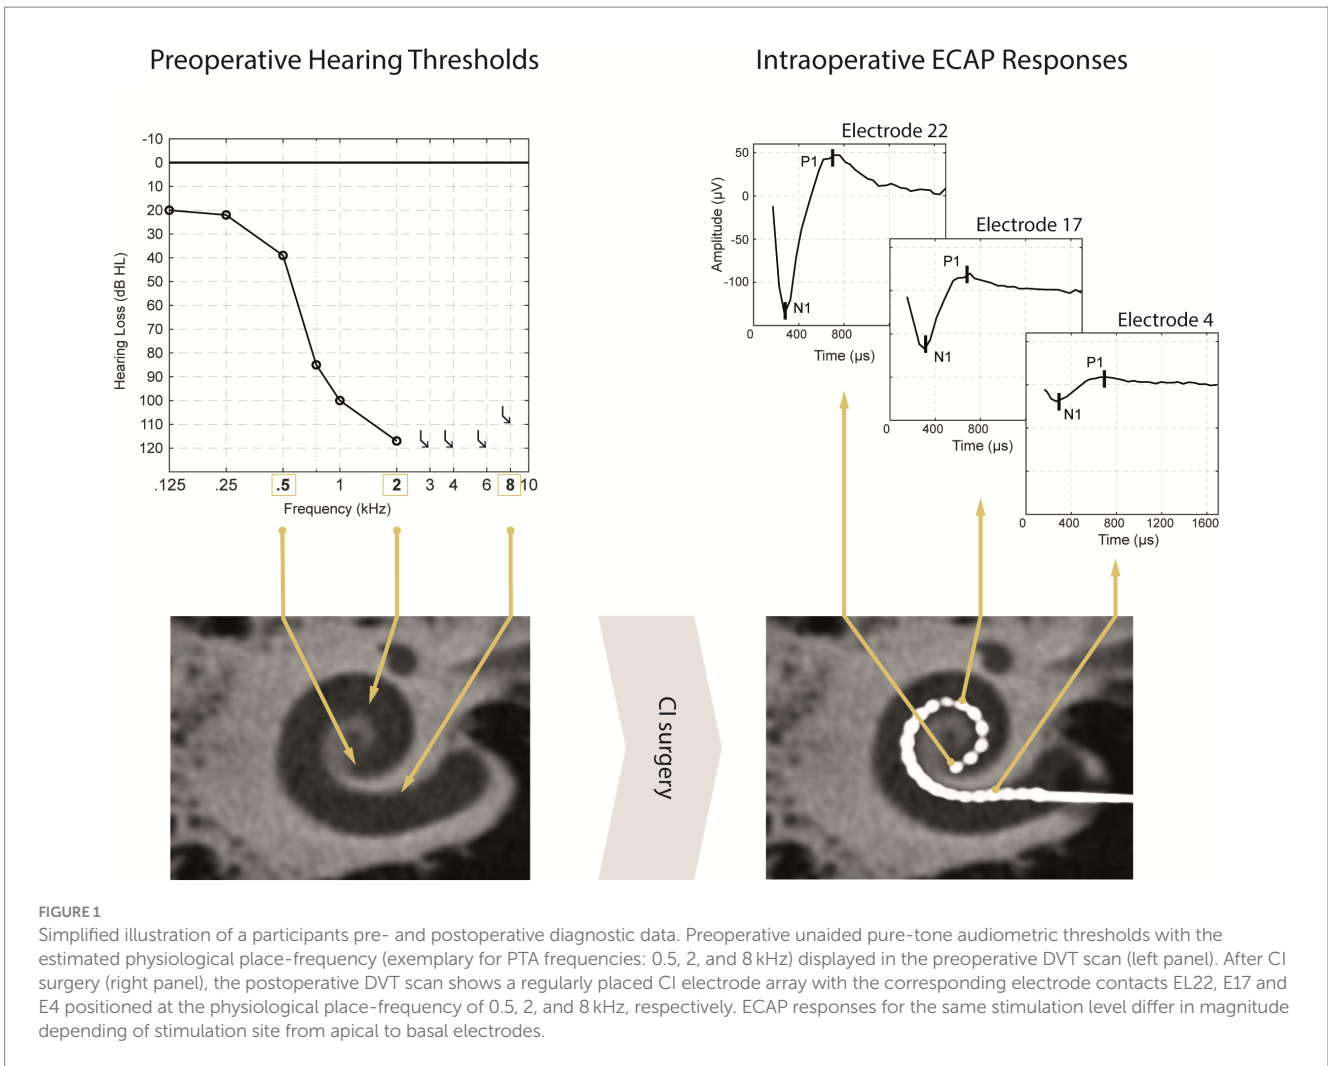 Preoperative Hearing Thresholds
Intraoperative ECAP Responses
-10
0
10
20
30
40
50
60
70
80
90
100
110
120
Hearing Loss (dB HL)
.125
.25
.5
1
2
3
4
6
8
10
Frequency (kHz)
Electrode 22
50
0
-50
-100
Amplitude (µV)
P1
N1
0
400
800
Time (µs)
Electrode 17
P1
N1
0
400
800
Time (µs)
Electrode 4
P1
N1
0
400
800
1200
1600
Time (µs)
CI surgery
FIGURE 1
Simplified illustration of a participants pre- and postoperative diagnostic data. Preoperative unaided pure-tone audiometric thresholds with the
estimated physiological place-frequency (exemplary for PTA frequencies: 0.5, 2, and 8 kHz) displayed in the preoperative DVT scan (left panel). After CI
surgery (right panel), the postoperative DVT scan shows a regularly placed CI electrode array with the corresponding electrode contacts EL22, E17 and
E4 positioned at the physiological place-frequency of 0.5, 2, and 8 kHz, respectively. ECAP responses for the same stimulation level differ in magnitude
depending of stimulation site from apical to basal electrodes.